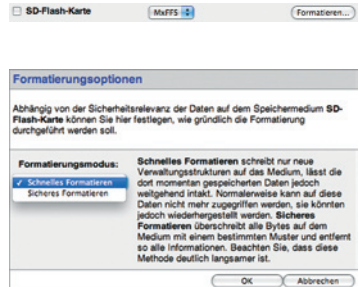 SD-Flash-Karte MxFFS Formatieren...
Formatierungsoptionen
Abhängig von der Sicherheitsrelevanz der Daten auf dem Speichermedium SD-
Flash-Karte können Sie hier festlegen, wie gründlich die Formatierung
durchgeführt werden soll.
Formatierungsmodus:
✓ Schnelles Formatieren
Sicheres Formatieren
Schnelles Formatieren schreibt nur neue
Verwaltungsstrukturen auf das Medium, lässt die
dort momentan gespeicherten Daten jedoch
weitgehend intakt. Normalerweise kann auf diese
Daten nicht mehr zugegriffen werden, sie könnten
jedoch wiederhergestellt werden. Sicheres
Formatieren überschreibt alle Bytes auf dem
Medium mit einem bestimmten Muster und entfernt
so alle Informationen. Beachten Sie, dass diese
Methode deutlich langsamer ist.
OK Abbrechen